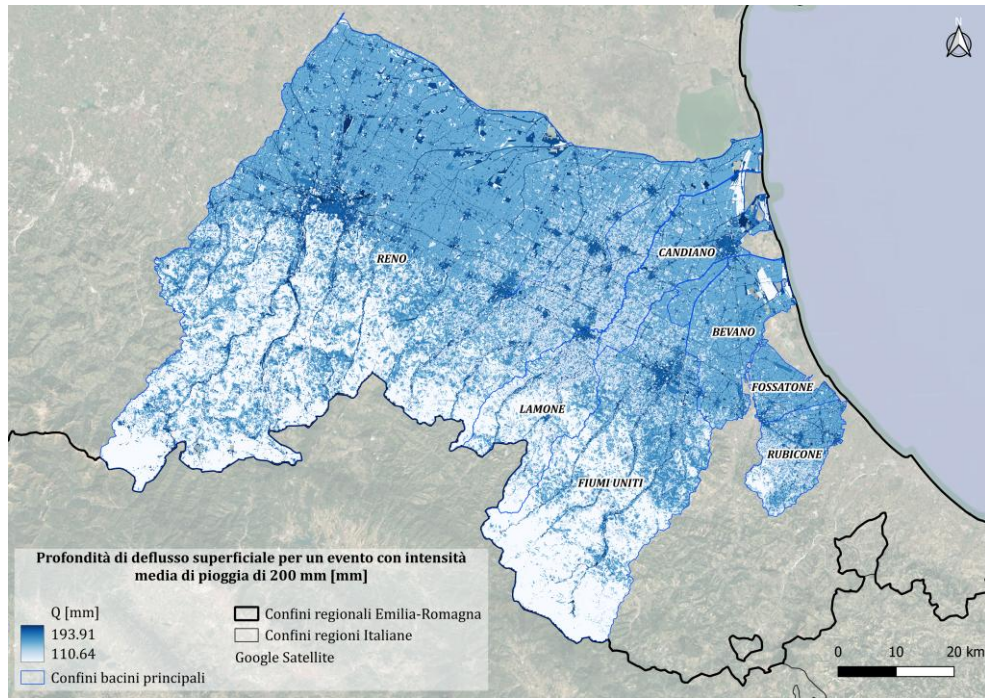 N
RENO
CANDIANO
BEVANO
FOSSATONE
LAMONE
RUBICONE
FIUMI UNITI
Profondità di deflusso superficiale per un evento con intensità
media di pioggia di 200 mm [mm]
Q [mm]
193.91
110.64
Confini bacini principali
Confini regionali Emilia-Romagna
Confini regioni Italiane
Google Satellite
0 10 20 km